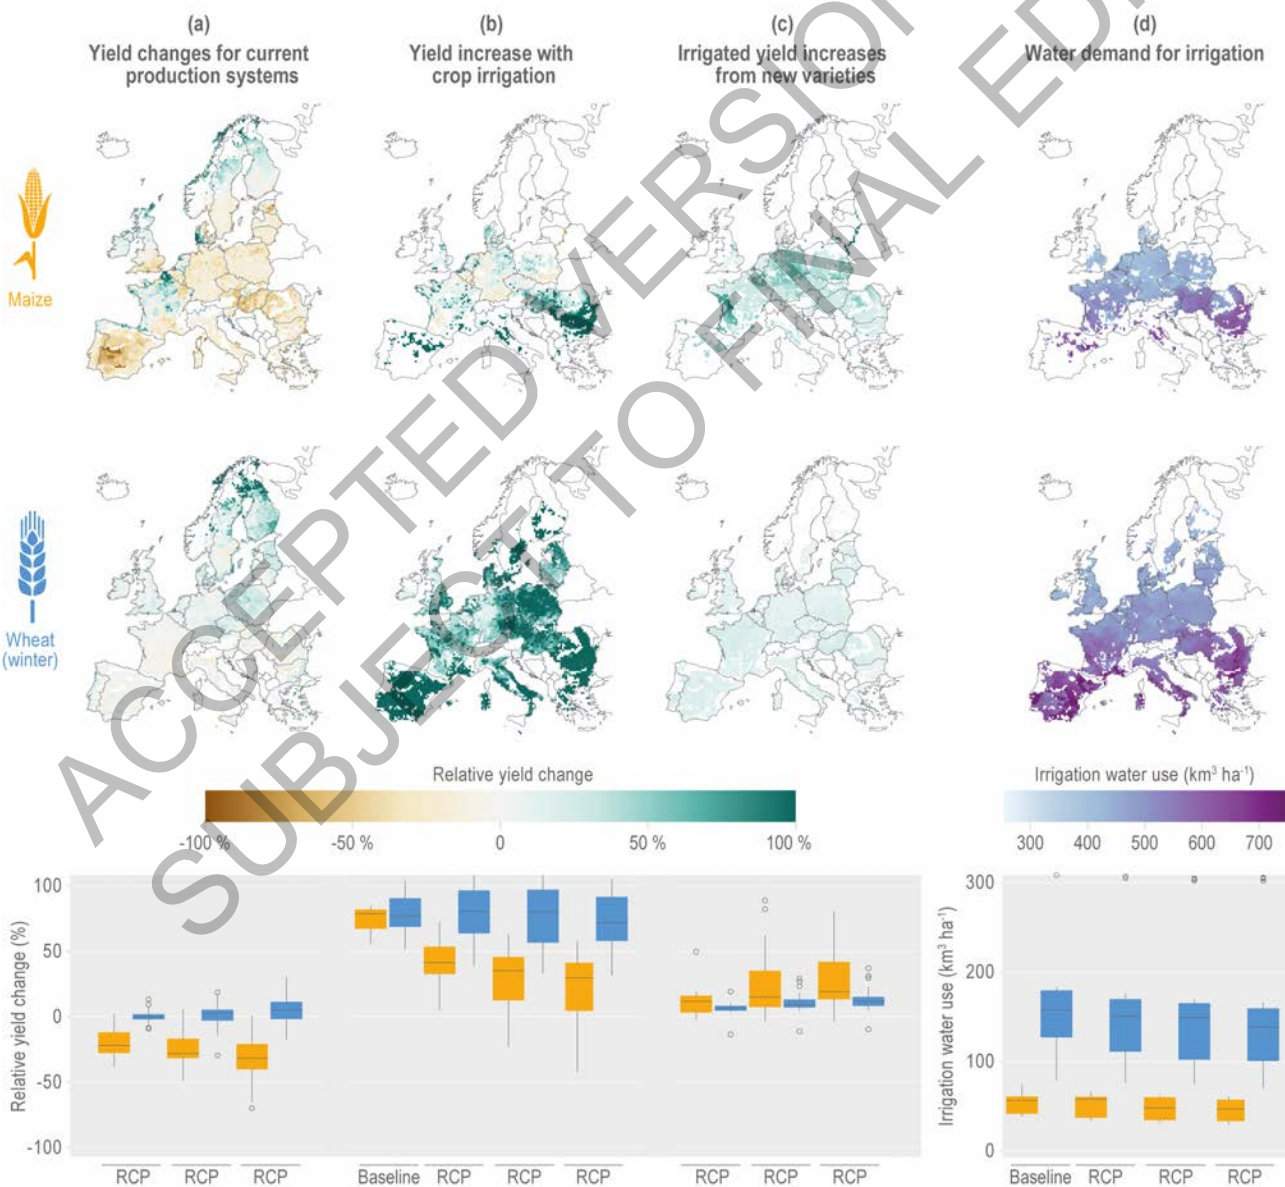 (a)
Yield changes for current
production systems
(b)
Yield increase with
crop irrigation
(c)
Irrigated yield increases
from new varieties
(d)
Water demand for irrigation
Maize
Wheat
(winter)
ACCEPTED VERSION
SUBJECT TO FINAL EDI
Relative yield change
-100 %
-50 %
0
50 %
100 %
Irrigation water use (km³ ha⁻¹)
300
400
500
600
700
Relative yield change (%)
100
50
0
-50
-100
RCP
RCP
RCP
Baseline
RCP
RCP
RCP
RCP
RCP
RCP
Irrigation water use (km³ ha⁻¹)
300
200
100
0
Baseline
RCP
RCP
RCP